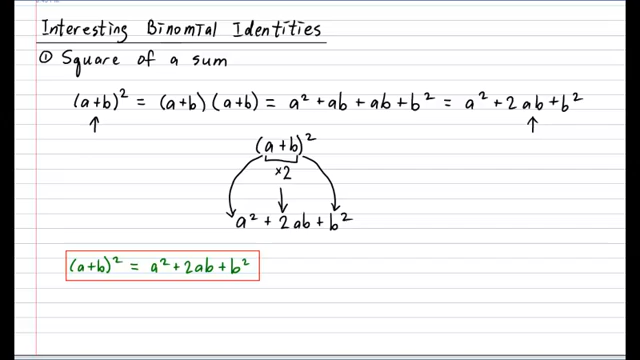 Interesting Binomial Identities
① Square of a sum
(a+b)² = (a+b)(a+b) = a² + ab + ab + b² = a² + 2ab + b²
(a+b)²
×2
a² + 2ab + b²
(a+b)² = a² + 2ab + b²